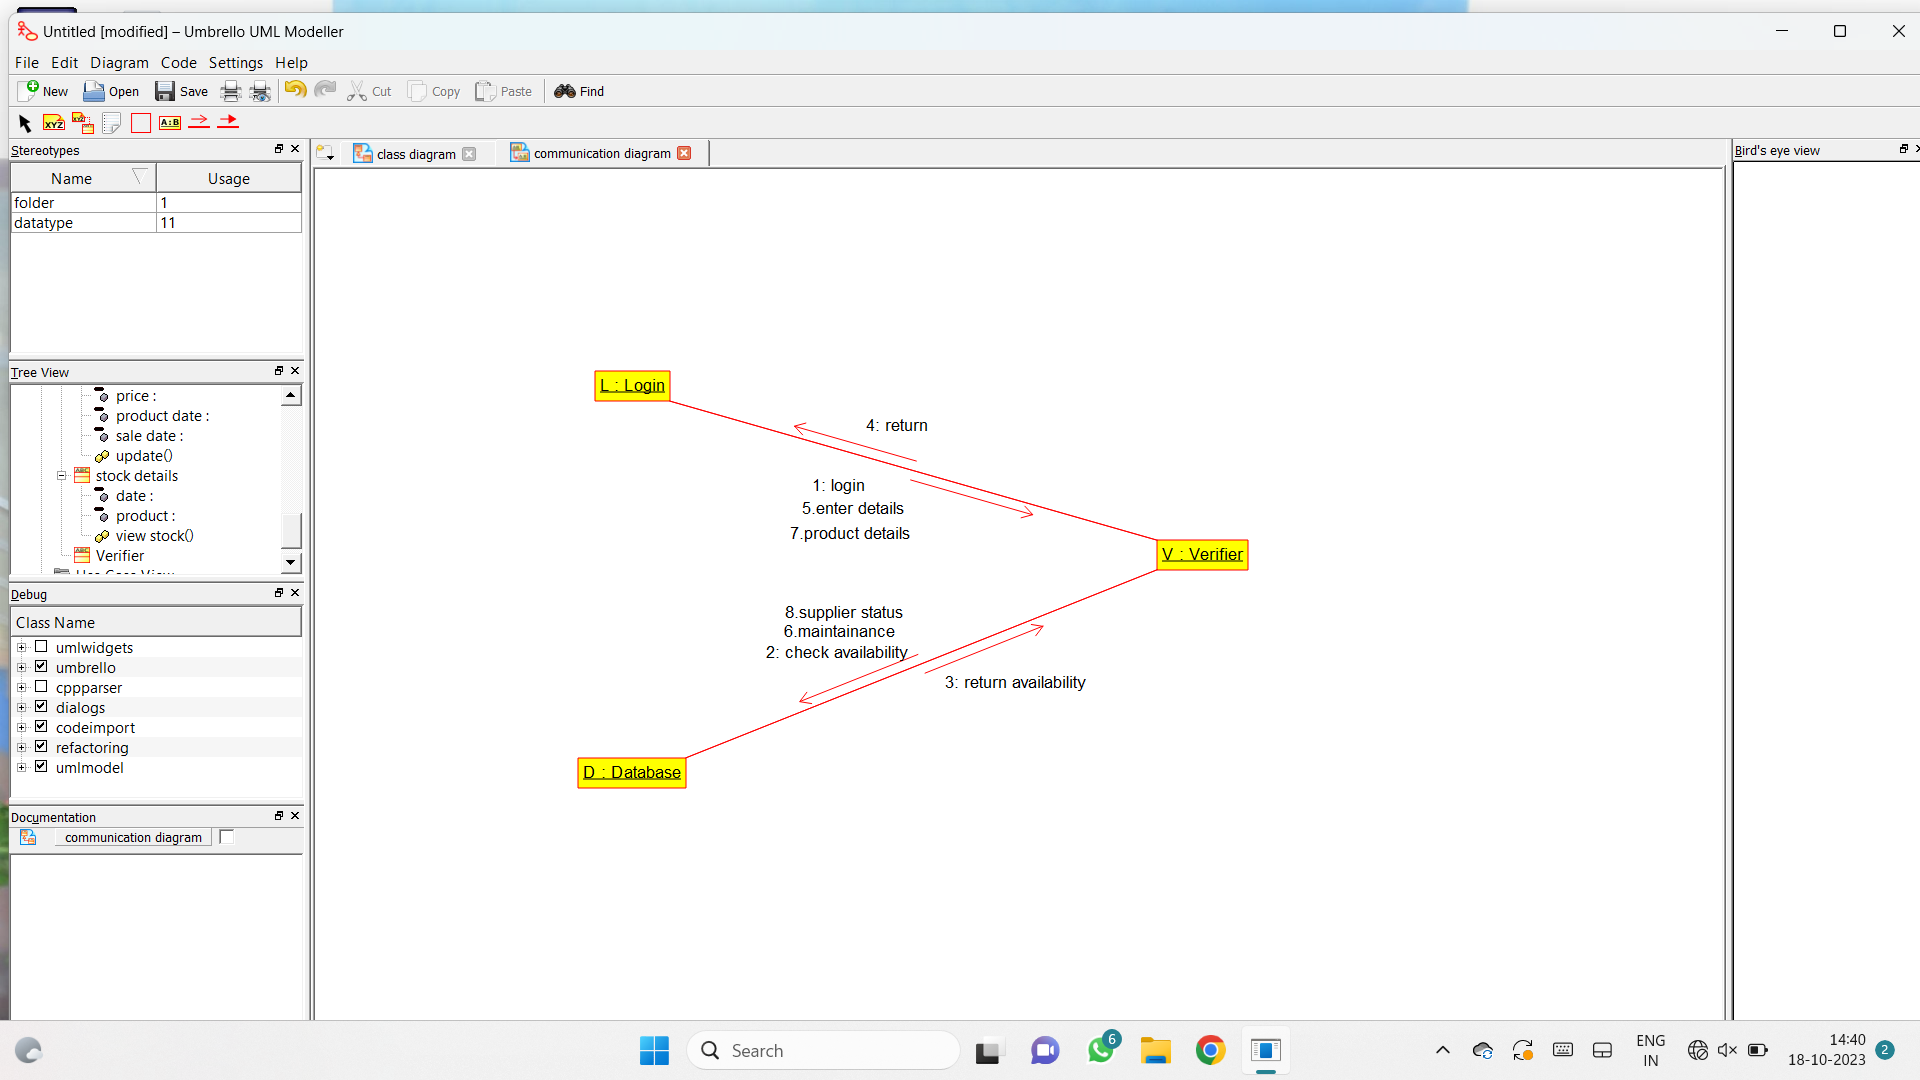 Untitled [modified] – Umbrello UML Modeller
File Edit Diagram Code Settings Help
New Open Save Cut Copy Paste Find
XYZ XYZ A:B
Stereotypes
Name Usage
folder 1
datatype 11
Tree View
price :
product date :
sale date :
update()
stock details
date :
product :
view stock()
Verifier
Debug
Class Name
umlwidgets
umbrello
cppparser
dialogs
codeimport
refactoring
umlmodel
Documentation
communication diagram
class diagram
communication diagram
L : Login
4: return
1: login
5.enter details
7.product details
V : Verifier
8.supplier status
6.maintainance
2: check availability
3: return availability
D : Database
Bird's eye view
Search
6
ENG
IN
14:40
18-10-2023
2